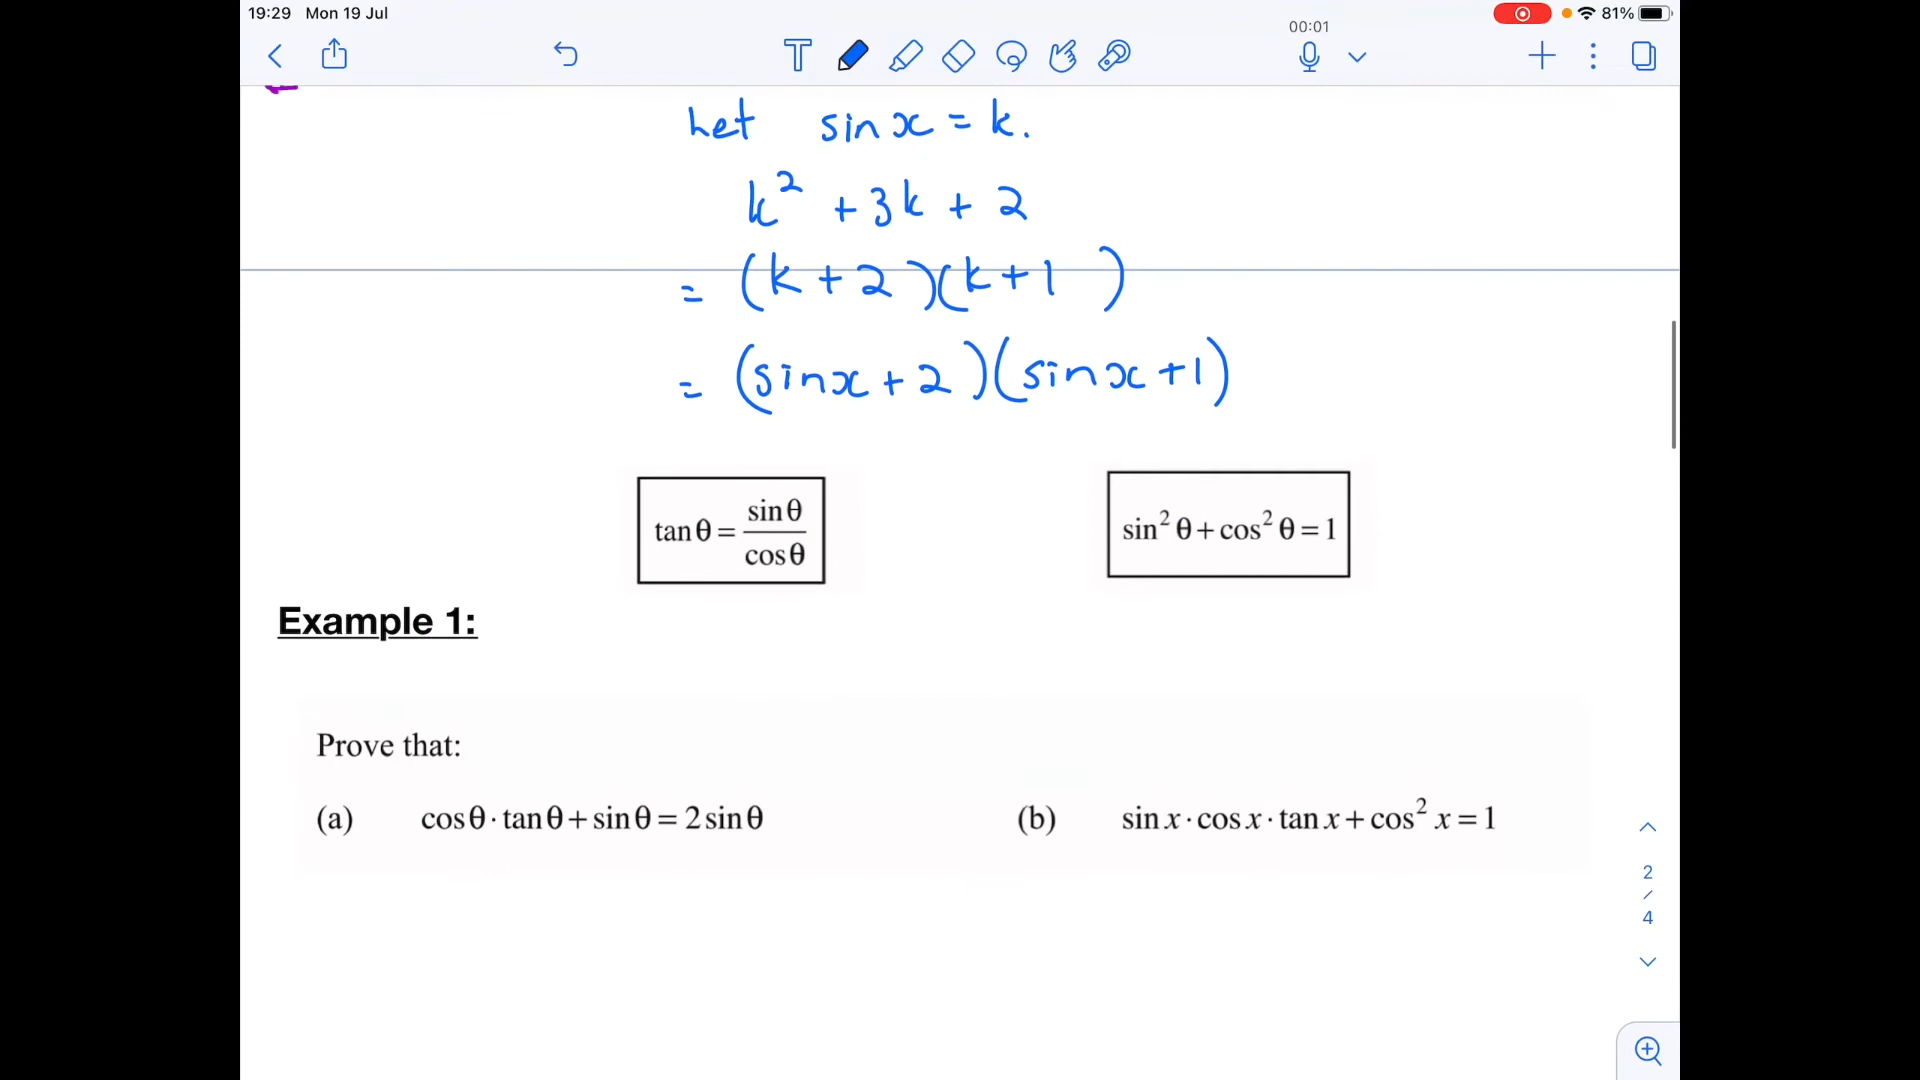 19:29 Mon 19 Jul
81%
00:01
Let sin x = k.
k² + 3k + 2
= (k + 2)(k + 1)
= (sin x + 2)(sin x + 1)
tan θ = sin θ / cos θ
sin² θ + cos² θ = 1
Example 1:
Prove that:
(a) cos θ · tan θ + sin θ = 2 sin θ
(b) sin x · cos x · tan x + cos² x = 1
2
/
4